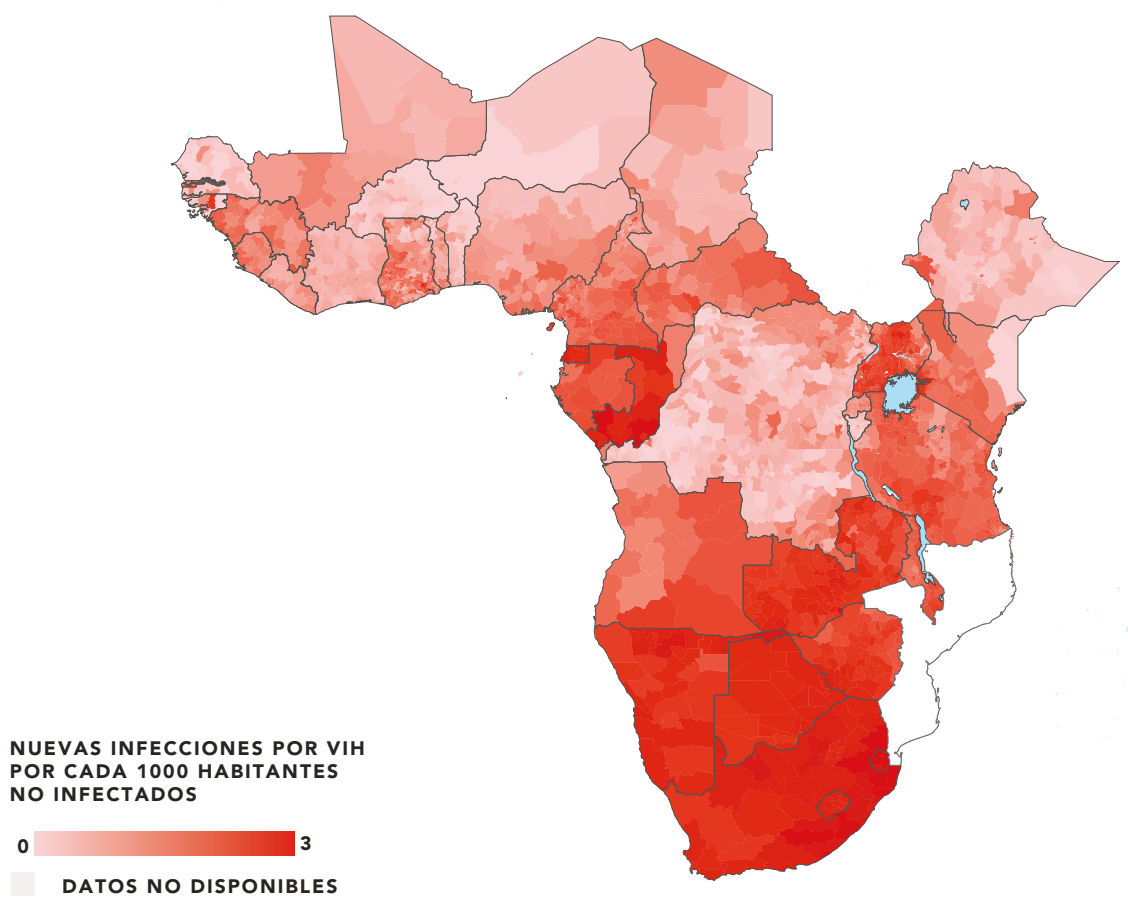 NUEVAS INFECCIONES POR VIH
POR CADA 1000 HABITANTES
NO INFECTADOS
0 3
DATOS NO DISPONIBLES